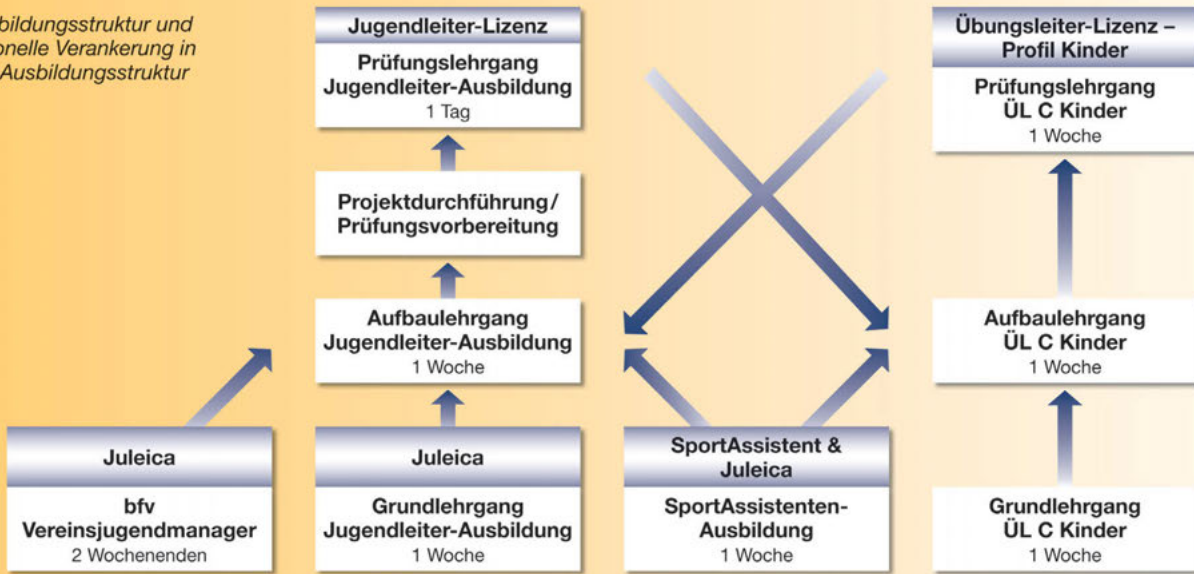 bildungsstruktur und
onelle Verankerung in
Ausbildungsstruktur
Jugendleiter-Lizenz
Prüfungslehrgang
Jugendleiter-Ausbildung
1 Tag
Projektdurchführung/
Prüfungsvorbereitung
Aufbaulehrgang
Jugendleiter-Ausbildung
1 Woche
Übungsleiter-Lizenz –
Profil Kinder
Prüfungslehrgang
ÜL C Kinder
1 Woche
Aufbaulehrgang
ÜL C Kinder
1 Woche
Juleica
bfv
Vereinsjugendmanager
2 Wochenenden
Juleica
Grundlehrgang
Jugendleiter-Ausbildung
1 Woche
SportAssistent &
Juleica
SportAssistenten-
Ausbildung
1 Woche
Grundlehrgang
ÜL C Kinder
1 Woche